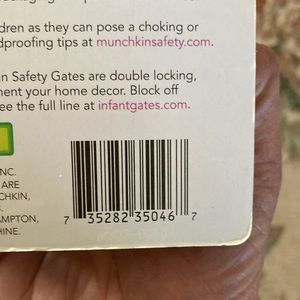 ldren as they can pose a choking or
dproofing tips at munchkinsafety.com.
n Safety Gates are double locking,
ment your home decor. Block off
ee the full line at infantgates.com.
INC.
ARE
HKIN,
S.
AMPTON,
HINE.
7 35282 35046 7